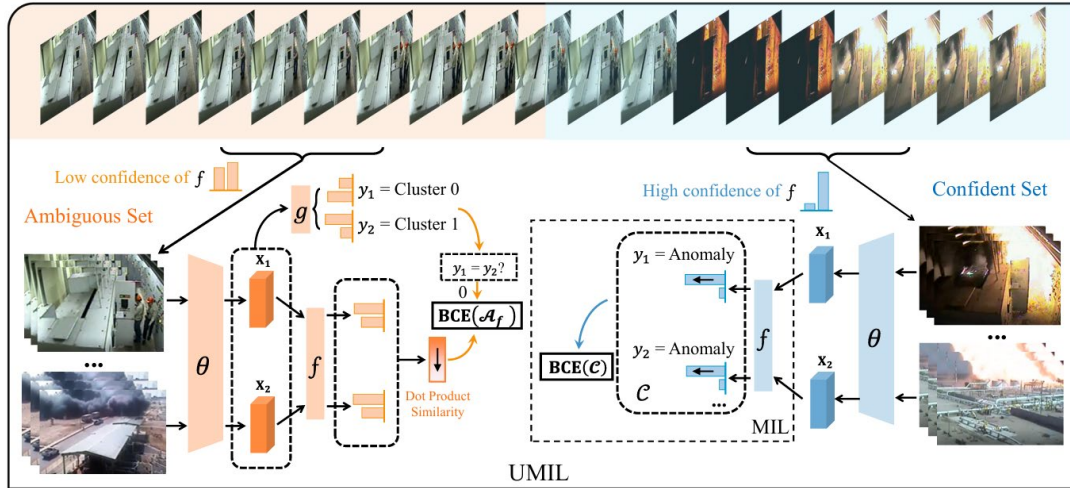 Low confidence of f
Ambiguous Set
g
y₁ = Cluster 0
y₂ = Cluster 1
x₁
y₁ = y₂?
0
BCE(𝒜_f)
θ
f
...
x₂
Dot Product
Similarity
High confidence of f
Confident Set
x₁
y₁ = Anomaly
y₂ = Anomaly
BCE(𝒞)
𝒞
...
f
θ
x₂
...
MIL
UMIL